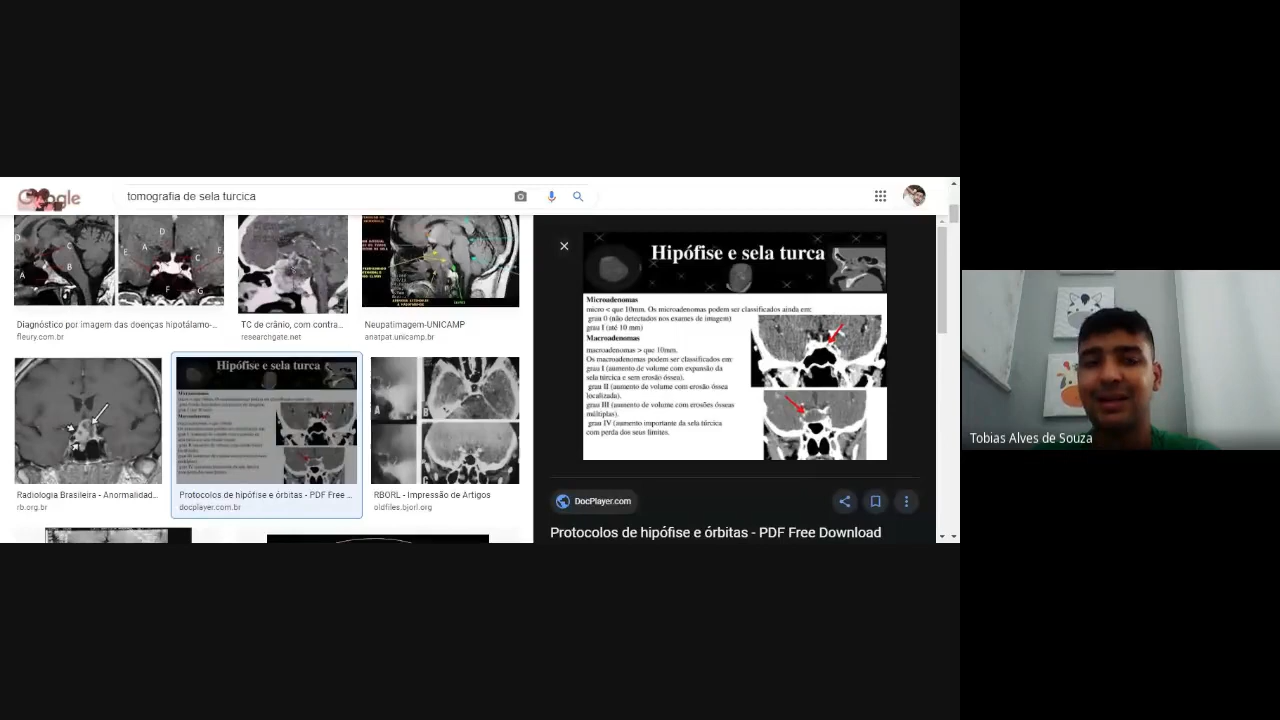 Google
tomografia de sela turcica
D
C
B
A
D
A
C
E
B
F
G
Diagnóstico por imagem das doenças hipotálamo-...
fleury.com.br
TC de crânio, com contra...
researchgate.net
Neupatimagem-UNICAMP
anatpat.unicamp.br
Hipófise e sela turca
Radiologia Brasileira - Anormalidad...
rb.org.br
Protocolos de hipófise e órbitas - PDF Free ...
docplayer.com.br
A
B
C
RBORL - Impressão de Artigos
oldfiles.bjorl.org
Hipófise e sela turca
Microadenomas
micro < que 10mm. Os microadenomas podem ser classificados ainda em:
grau 0 (não detectados nos exames de imagem)
grau I (até 10 mm)
Macroadenomas
macroadenomas > que 10mm.
Os macroadenomas podem ser classificados em:
grau I (aumento de volume com expansão da
sela túrcica e sem erosão óssea).
grau II (aumento de volume com erosão óssea
localizada).
grau III (aumento de volume com erosões ósseas
múltiplas).
grau IV (aumento importante da sela túrcica
com perda dos seus limites.
DocPlayer.com
Protocolos de hipófise e órbitas - PDF Free Download
Tobias Alves de Souza